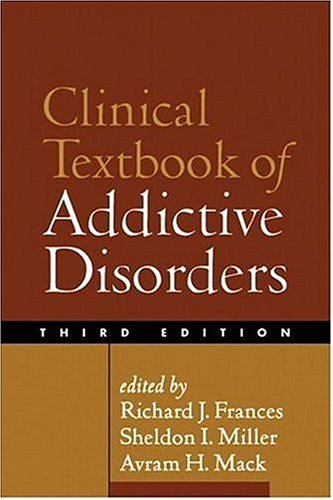 Clinical
Textbook of
Addictive
Disorders
THIRD EDITION
edited by
Richard J. Frances
Sheldon I. Miller
Avram H. Mack